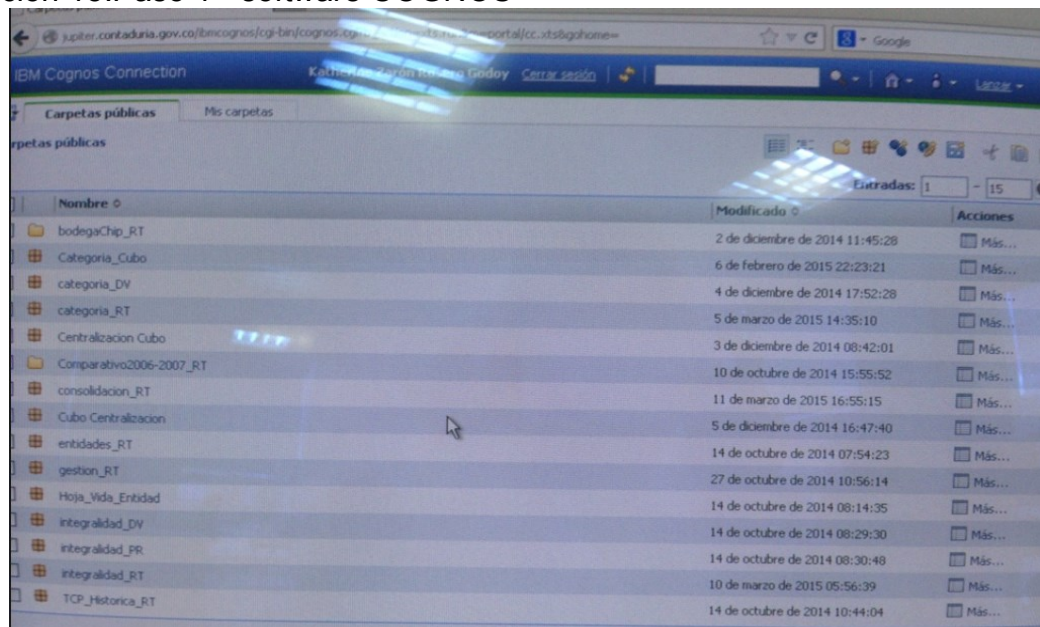 software COGNOS
jupiter.contaduria.gov.co/ibmcognos/cgi-bin/cognos.cgi portal/cc.xts&gohome=
Google
IBM Cognos Connection
Godoy Cerrar sesión
Lanzar
Carpetas públicas Mis carpetas
públicas
Entradas: 1 - 15
Nombre Modificado Acciones
bodegaChip_RT 2 de diciembre de 2014 11:45:28 Más...
Categoria_Cubo 6 de febrero de 2015 22:23:21 Más...
categoria_DV 4 de diciembre de 2014 17:52:28 Más...
categoria_RT 5 de marzo de 2015 14:35:10 Más...
Centralizacion Cubo 3 de diciembre de 2014 08:42:01 Más...
Comparativo2006-2007_RT 10 de octubre de 2014 15:55:52 Más...
consolidacion_RT 11 de marzo de 2015 16:55:15 Más...
Cubo Centralizacion 5 de diciembre de 2014 16:47:40 Más...
entidades_RT 14 de octubre de 2014 07:54:23 Más...
gestion_RT 27 de octubre de 2014 10:56:14 Más...
Hoja_Vida_Entidad 14 de octubre de 2014 08:14:35 Más...
integralidad_DV 14 de octubre de 2014 08:29:30 Más...
integralidad_PR 14 de octubre de 2014 08:30:48 Más...
integralidad_RT 10 de marzo de 2015 05:56:39 Más...
TCP_Historica_RT 14 de octubre de 2014 10:44:04 Más...